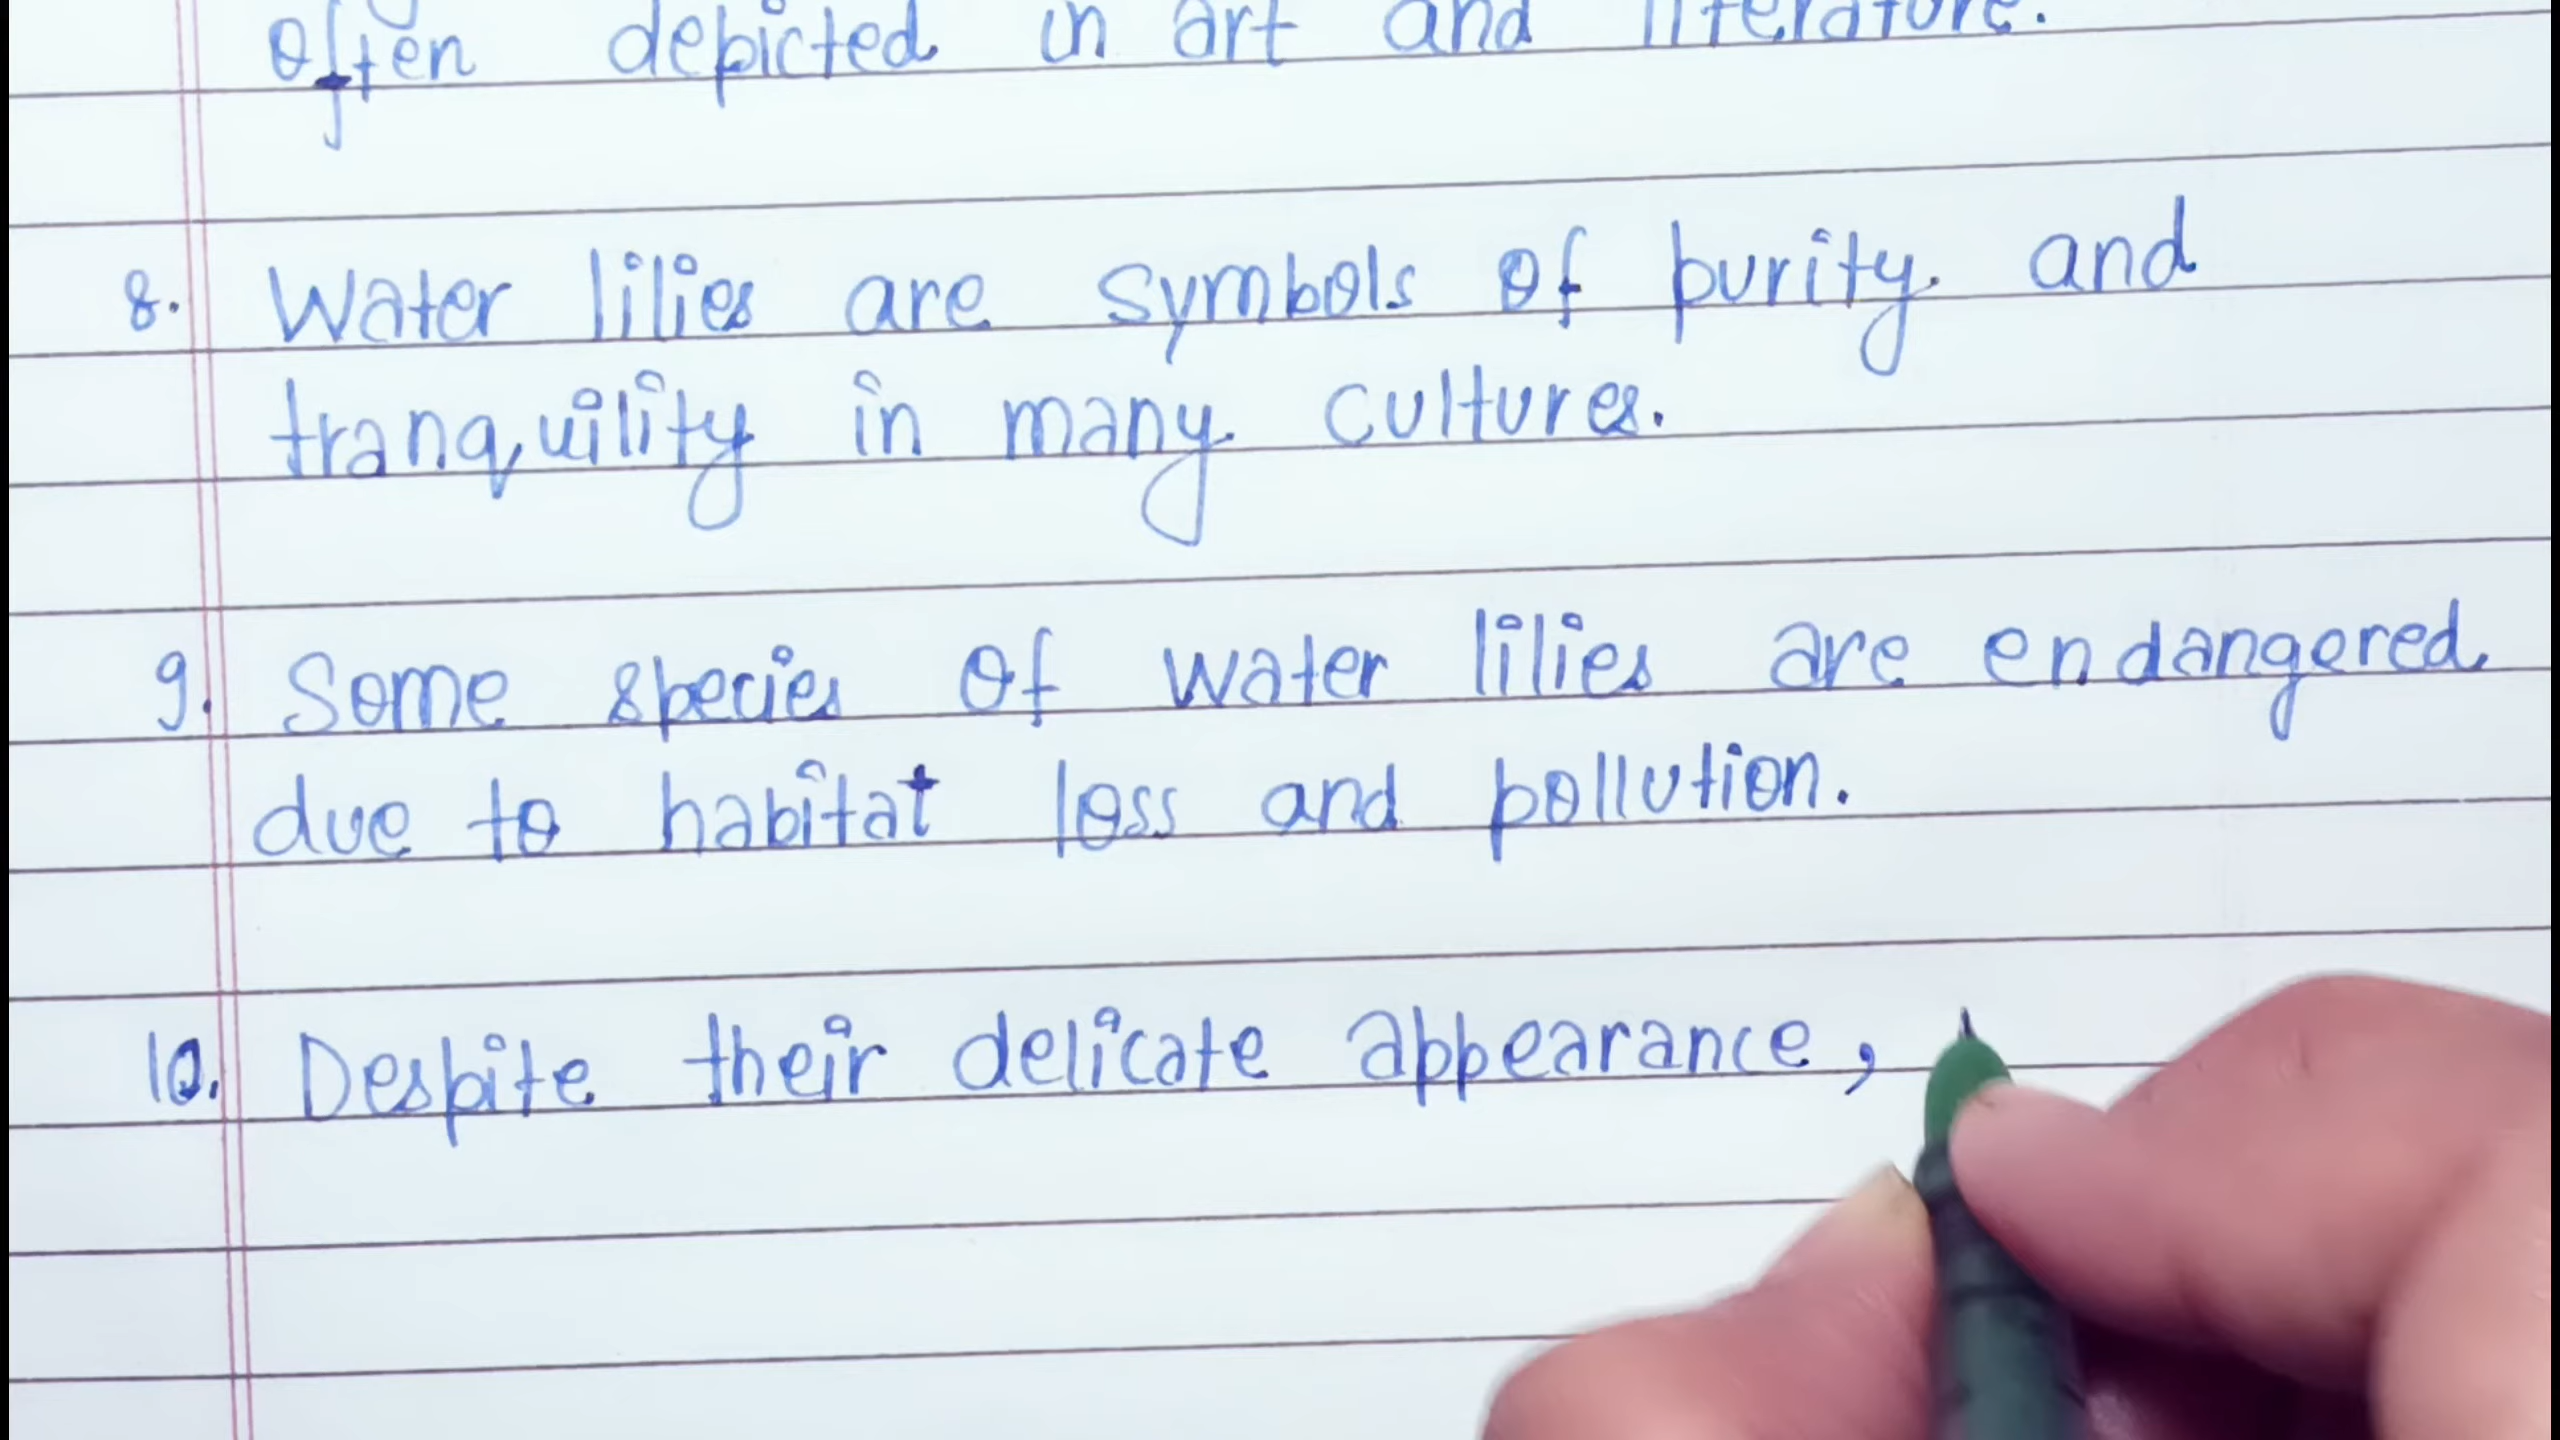 often depicted in art and literature.
8. Water lilies are symbols of purity and
tranquility in many cultures.
9. Some species of water lilies are endangered
due to habitat loss and pollution.
10. Despite their delicate appearance,